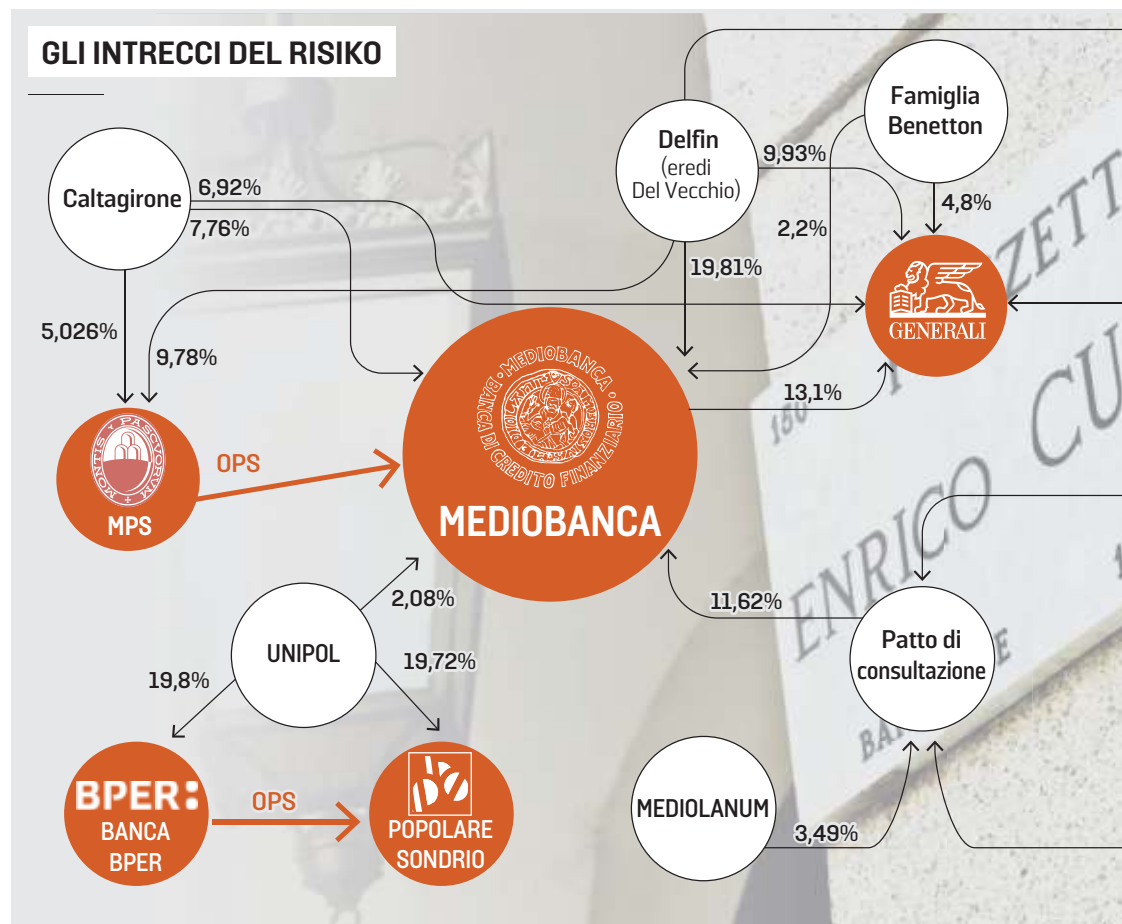 GLI INTRECCI DEL RISIKO
Caltagirone
6,92%
7,76%
5,026%
9,78%
Delfin
(eredi
Del Vecchio)
9,93%
2,2%
19,81%
Famiglia
Benetton
4,8%
GENERALI
13,1%
MONTIS PASCVORVM
MPS
OPS
MEDIOBANCA
BANCA DI CREDITO FINANZIARIO
MEDIOBANCA
ENRICO CU
UNIPOL
2,08%
19,8%
19,72%
11,62%
Patto di
consultazione
BPER:
BANCA
BPER
OPS
POPOLARE
SONDRIO
MEDIOLANUM
3,49%